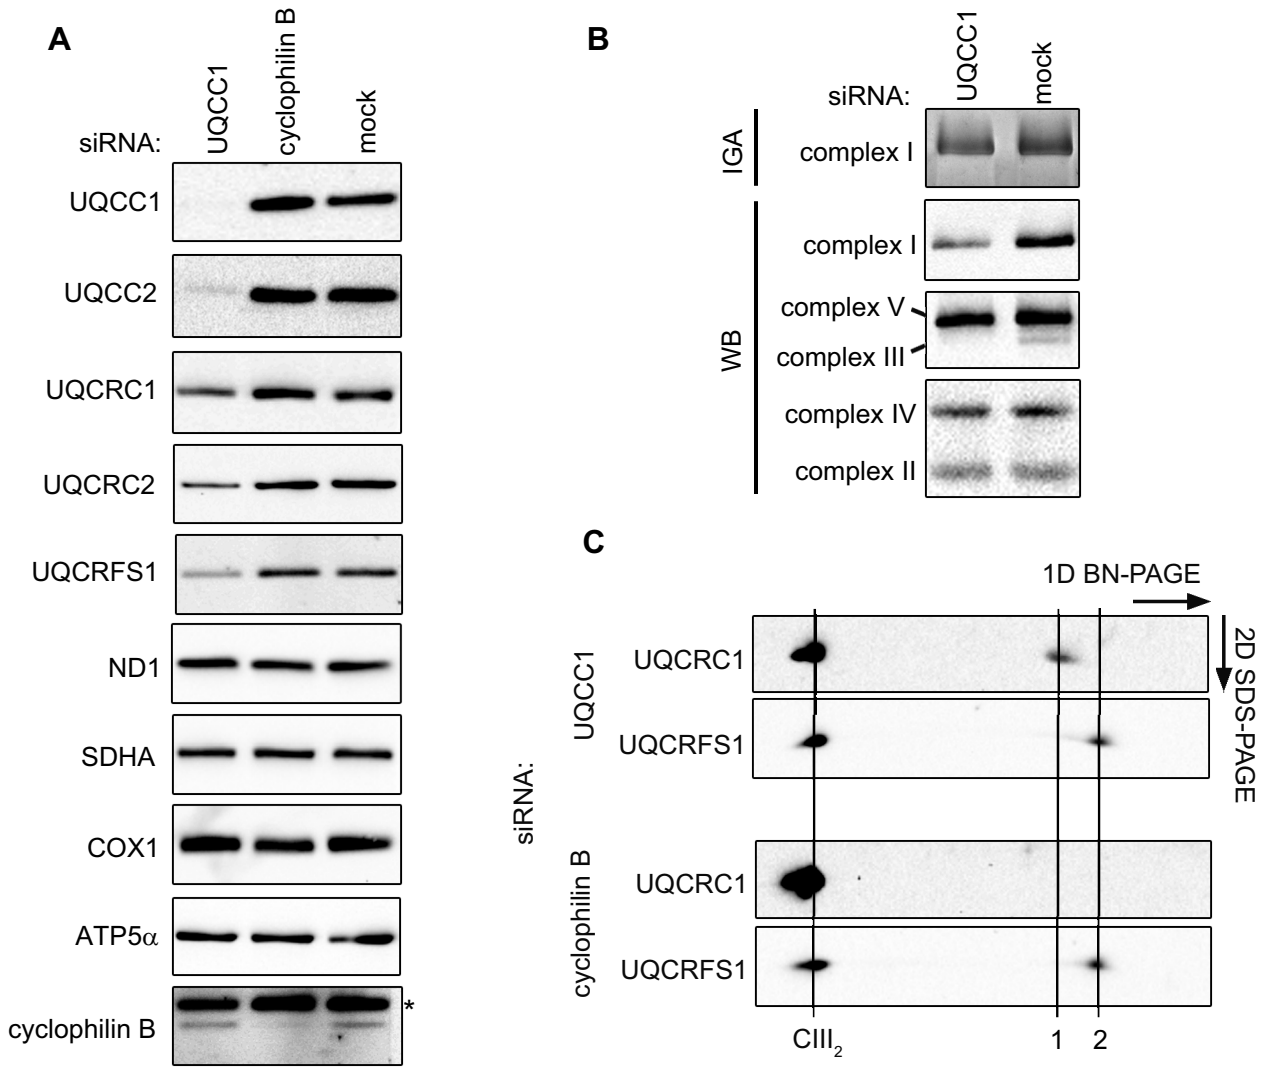 A
siRNA:
UQCC1
cyclophilin B
mock
UQCC1
UQCC2
UQCRC1
UQCRC2
UQCRFS1
ND1
SDHA
COX1
ATP5α
cyclophilin B
*
B
siRNA:
UQCC1
mock
IGA
complex I
WB
complex I
complex V
complex III
complex IV
complex II
C
1D BN-PAGE
2D SDS-PAGE
siRNA:
UQCC1
UQCRC1
UQCRFS1
cyclophilin B
UQCRC1
UQCRFS1
CIII2
1
2